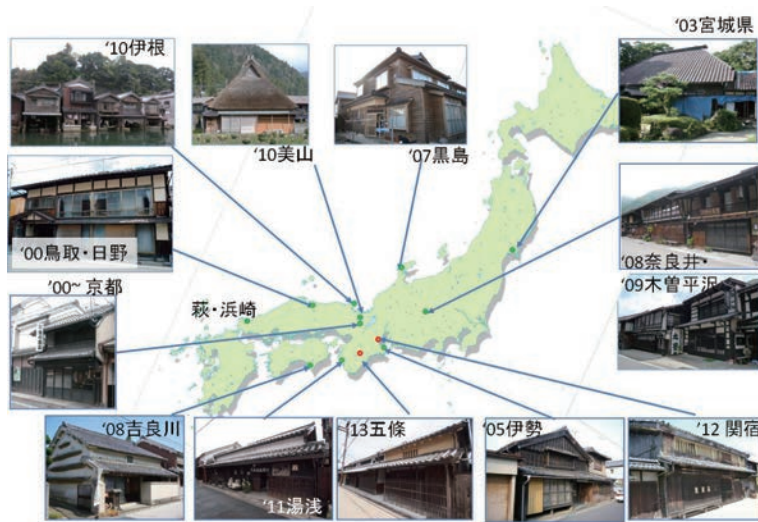 '10伊根
'10美山
'07黒島
'03宮城県
'00鳥取・日野
'00~京都
萩・浜崎
'08奈良井・
'09木曽平沢
'08吉良川
'11湯浅
'13五條
'05伊勢
'12 関宿